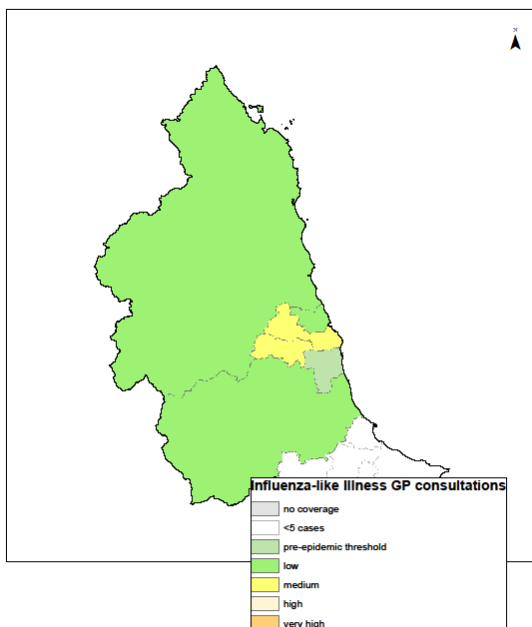 N
Influenza-like Illness GP consultations
no coverage
<5 cases
pre-epidemic threshold
low
medium
high
very high